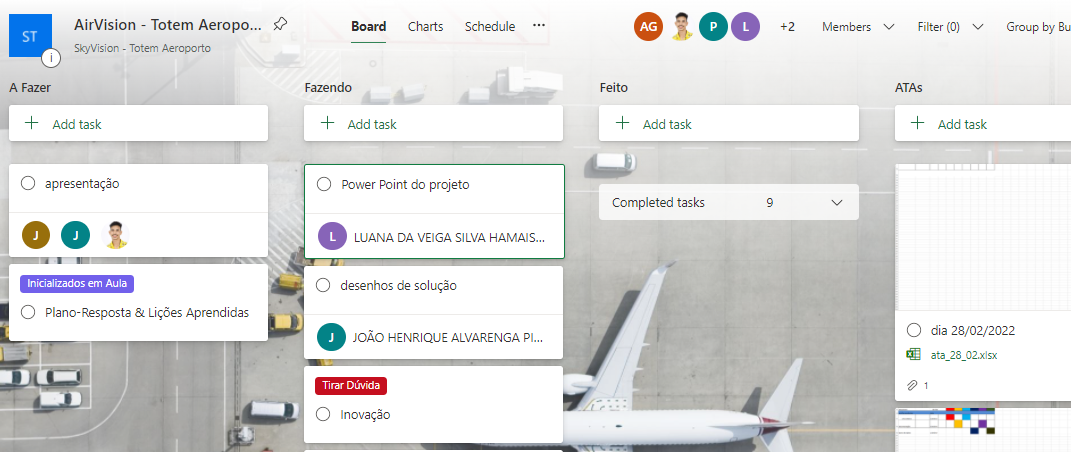 ST
AirVision - Totem Aeropo...
SkyVision - Totem Aeroporto
Board
Charts
Schedule
AG
P
L
+2
Members
Filter (0)
Group by Bu
A Fazer
Add task
apresentação
J
J
Inicializados em Aula
Plano-Resposta & Lições Aprendidas
Fazendo
Add task
Power Point do projeto
L
LUANA DA VEIGA SILVA HAMAIS...
desenhos de solução
J
JOÃO HENRIQUE ALVARENGA PI...
Tirar Dúvida
Inovação
Feito
Add task
Completed tasks 9
ATAs
Add task
dia 28/02/2022
ata_28_02.xlsx
1